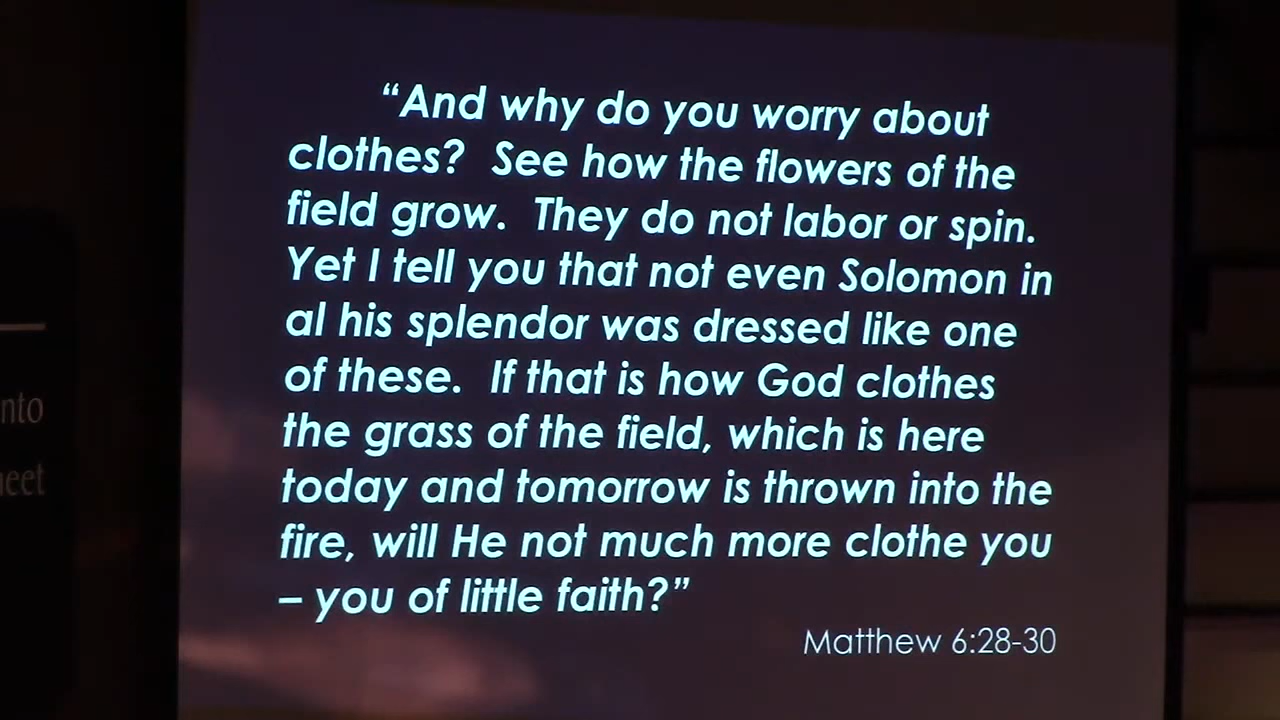 “And why do you worry about
clothes?  See how the flowers of the
field grow.  They do not labor or spin.
Yet I tell you that not even Solomon in
al his splendor was dressed like one
of these.  If that is how God clothes
the grass of the field, which is here
today and tomorrow is thrown into the
fire, will He not much more clothe you
– you of little faith?”
Matthew 6:28-30
nto
eet